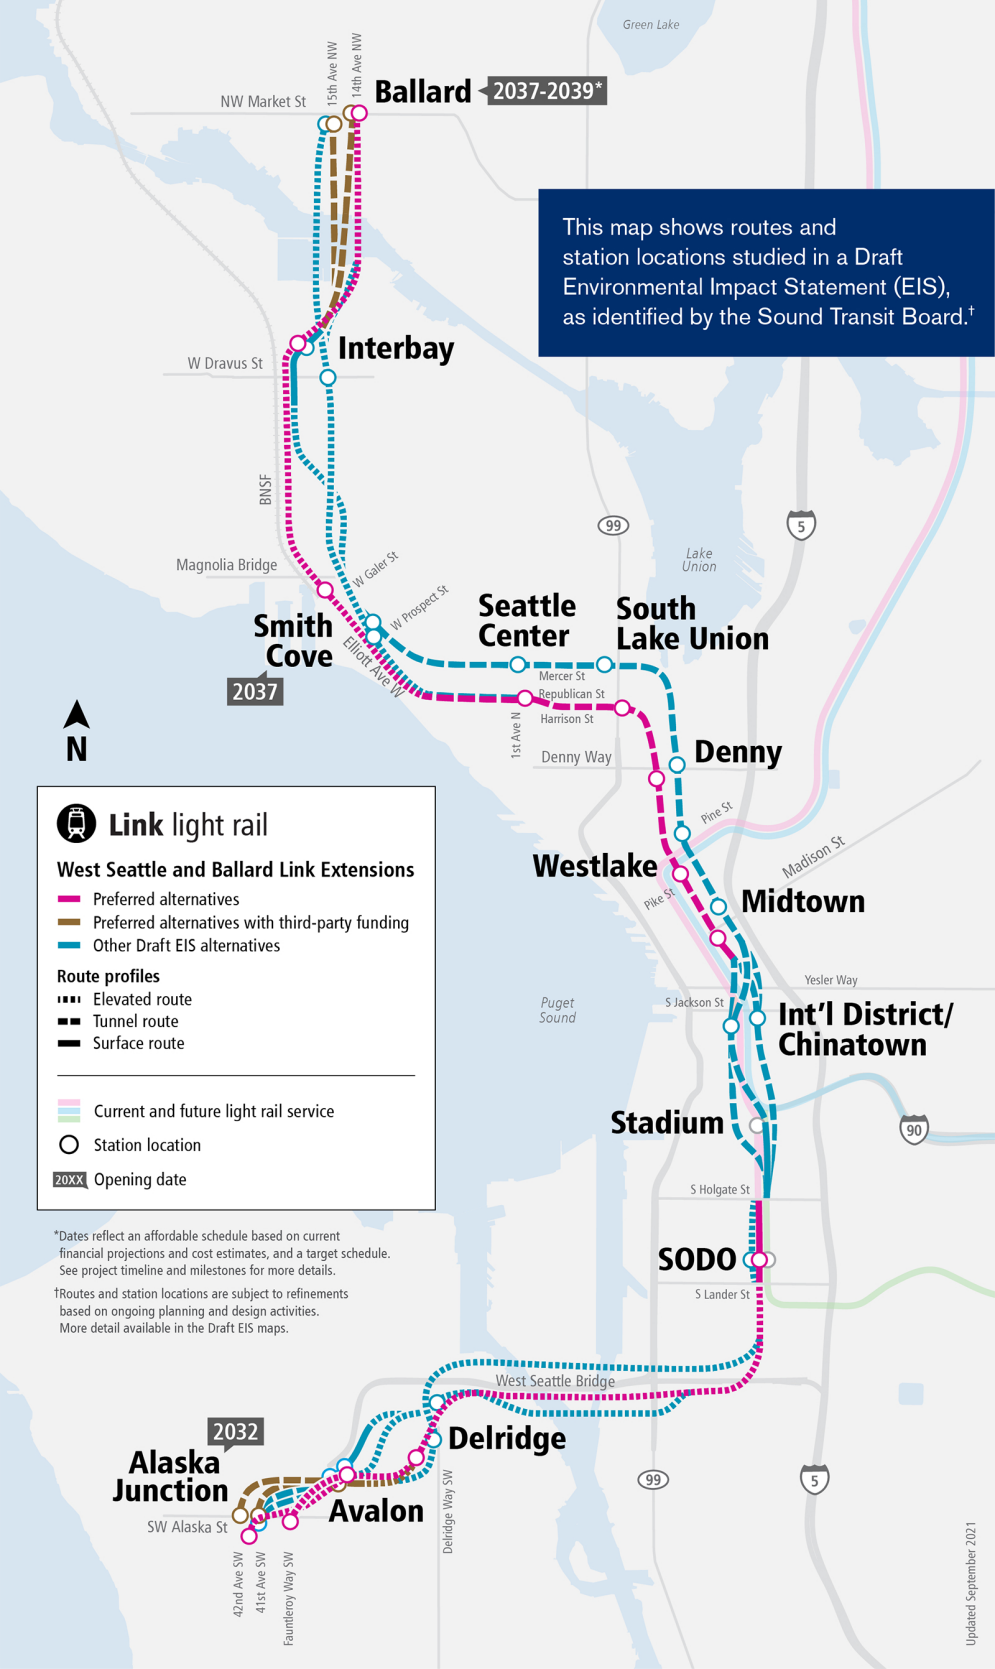 Green Lake
15th Ave NW
14th Ave NW
Ballard
2037-2039*
NW Market St
This map shows routes and
station locations studied in a Draft
Environmental Impact Statement (EIS),
as identified by the Sound Transit Board.†
Interbay
W Dravus St
BNSF
99
5
Lake
Union
Magnolia Bridge
W Galer St
W Prospect St
Seattle
Center
South
Lake Union
Smith
Cove
Elliott Ave W
2037
Mercer St
Republican St
Harrison St
1st Ave N
N
Denny
Denny Way
Pine St
Madison St
Westlake
Pike St
Midtown
Yesler Way
S Jackson St
Puget
Sound
Int'l District/
Chinatown
Stadium
90
S Holgate St
SODO
S Lander St
Link light rail
West Seattle and Ballard Link Extensions
Preferred alternatives
Preferred alternatives with third-party funding
Other Draft EIS alternatives
Route profiles
Elevated route
Tunnel route
Surface route
Current and future light rail service
Station location
20XX Opening date
*Dates reflect an affordable schedule based on current
financial projections and cost estimates, and a target schedule.
See project timeline and milestones for more details.
†Routes and station locations are subject to refinements
based on ongoing planning and design activities.
More detail available in the Draft EIS maps.
West Seattle Bridge
2032
Delridge
Alaska
Junction
Avalon
99
5
SW Alaska St
Delridge Way SW
42nd Ave SW
41st Ave SW
Fauntleroy Way SW
Updated September 2021